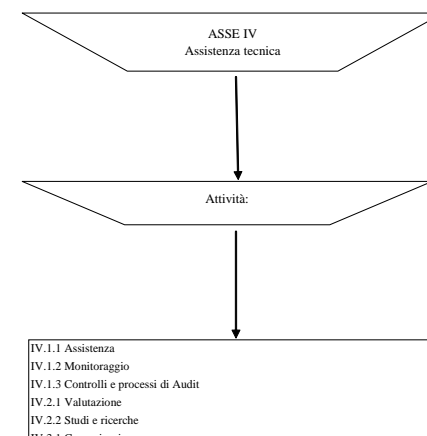 ASSE IV
Assistenza tecnica
Attività:
IV.1.1 Assistenza
IV.1.2 Monitoraggio
IV.1.3 Controlli e processi di Audit
IV.2.1 Valutazione
IV.2.2 Studi e ricerche